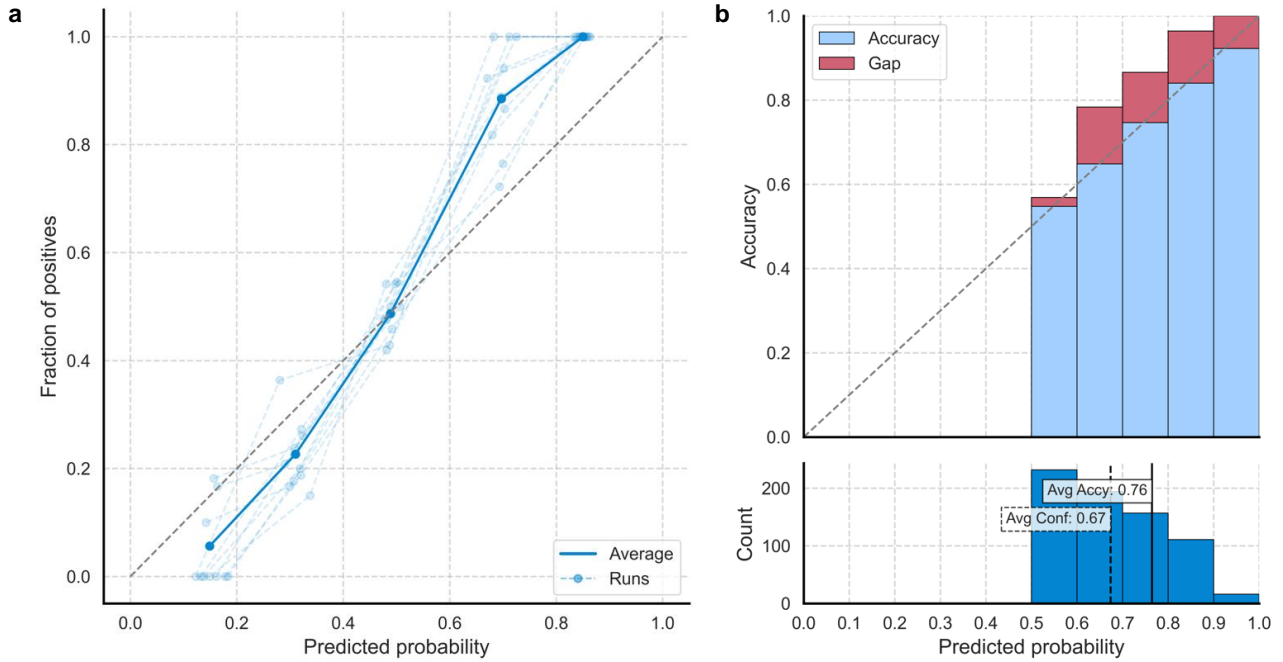 a
Fraction of positives
1.0
0.8
0.6
0.4
0.2
0.0
0.0 0.2 0.4 0.6 0.8 1.0
Predicted probability
Average
Runs
b
Accuracy
1.0
0.8
0.6
0.4
0.2
0.0
Accuracy
Gap
Count
200
100
0
Avg Accy: 0.76
Avg Conf: 0.67
0.0 0.1 0.2 0.3 0.4 0.5 0.6 0.7 0.8 0.9 1.0
Predicted probability